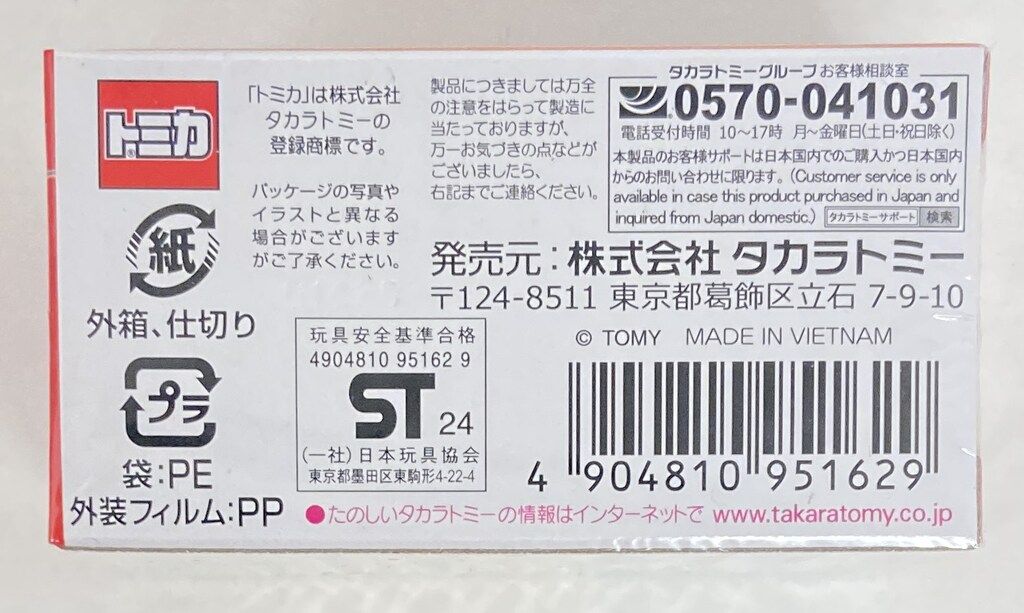 トミカ
「トミカ」は株式会社
タカラトミーの
登録商標です。
パッケージの写真や
イラストと異なる
場合がございます
がご了承ください。
製品につきましては万全
の注意をはらって製造に
当たっておりますが、
万一お気づきの点などが
ございましたら、
右記までご連絡ください。
タカラトミーグループお客様相談室
0570-041031
電話受付時間 10〜17時 月〜金曜日(土日・祝日除く)
本製品のお客様サポートは日本国内でのご購入かつ日本国内
からのお問い合わせに限ります。(Customer service is only
available in case this product purchased in Japan and
inquired from Japan domestic.) タカラトミーサポート 検索
発売元:株式会社 タカラトミー
〒124-8511 東京都葛飾区立石 7-9-10
紙
外箱、仕切り
プラ
袋:PE
外装フィルム:PP
玩具安全基準合格
4904810 95162 9
ST 24
(一社)日本玩具協会
東京都墨田区東駒形4-22-4
© TOMY MADE IN VIETNAM
4 904810 951629
●たのしいタカラトミーの情報はインターネットで www.takaratomy.co.jp